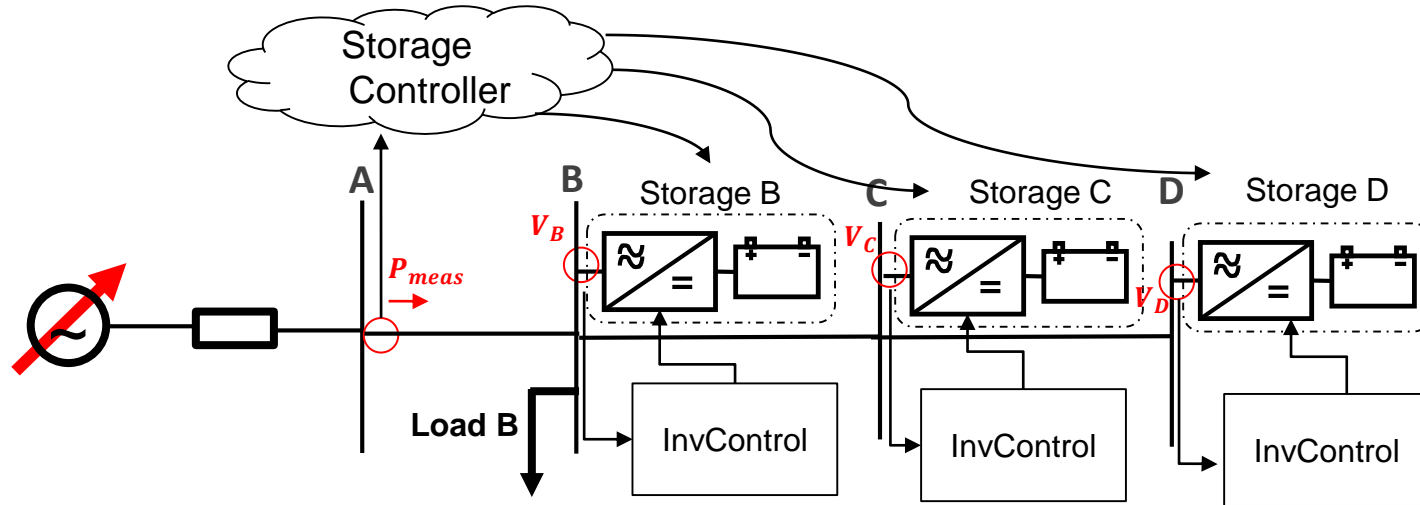 Storage
Controller
A
B
C
D
Storage B
Storage C
Storage D
V_B
V_C
V_D
P_meas
≈
=
+ -
≈
=
+ -
≈
=
+ -
~
Load B
InvControl
InvControl
InvControl